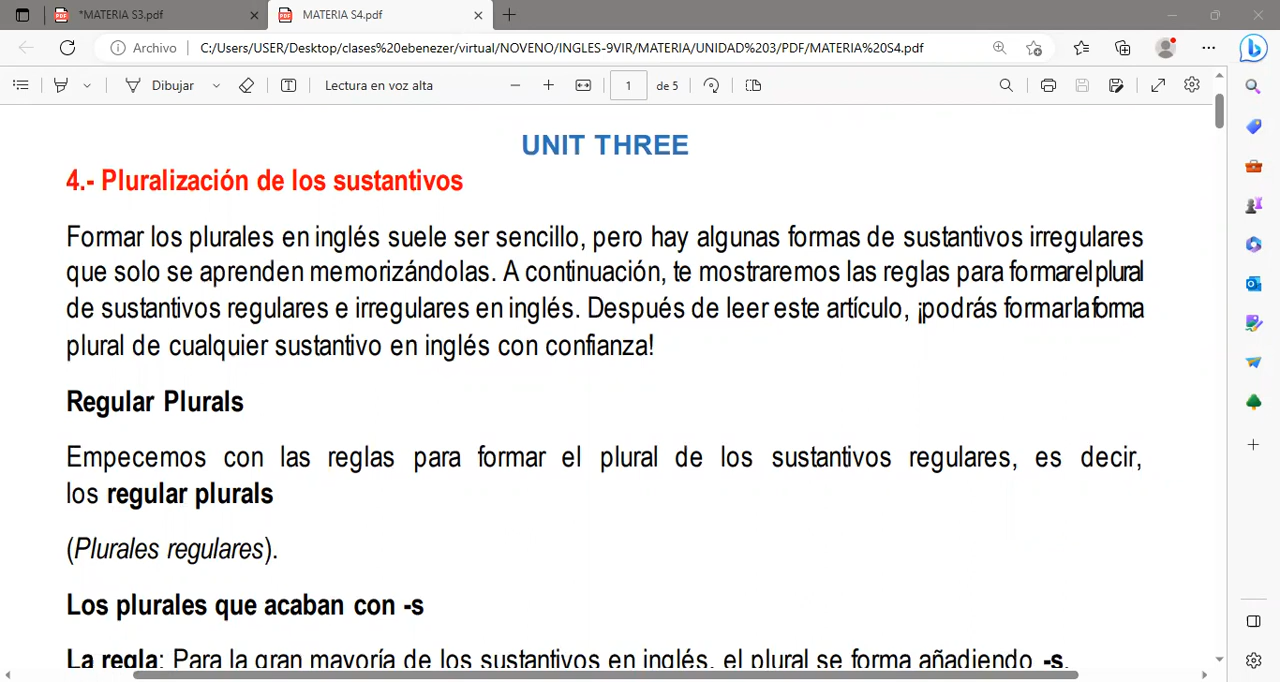 *MATERIA S3.pdf
MATERIA S4.pdf
Archivo
C:/Users/USER/Desktop/clases%20ebenezer/virtual/NOVENO/INGLES-9VIR/MATERIA/UNIDAD%203/PDF/MATERIA%20S4.pdf
Dibujar
Lectura en voz alta
1
de 5
UNIT THREE
4.- Pluralización de los sustantivos
Formar los plurales en inglés suele ser sencillo, pero hay algunas formas de sustantivos irregulares
que solo se aprenden memorizándolas. A continuación, te mostraremos las reglas para formarelplural
de sustantivos regulares e irregulares en inglés. Después de leer este artículo, ¡podrás formarlaforma
plural de cualquier sustantivo en inglés con confianza!
Regular Plurals
Empecemos con las reglas para formar el plural de los sustantivos regulares, es decir,
los regular plurals
(Plurales regulares).
Los plurales que acaban con -s
La regla: Para la gran mayoría de los sustantivos en inglés, el plural se forma añadiendo -s.